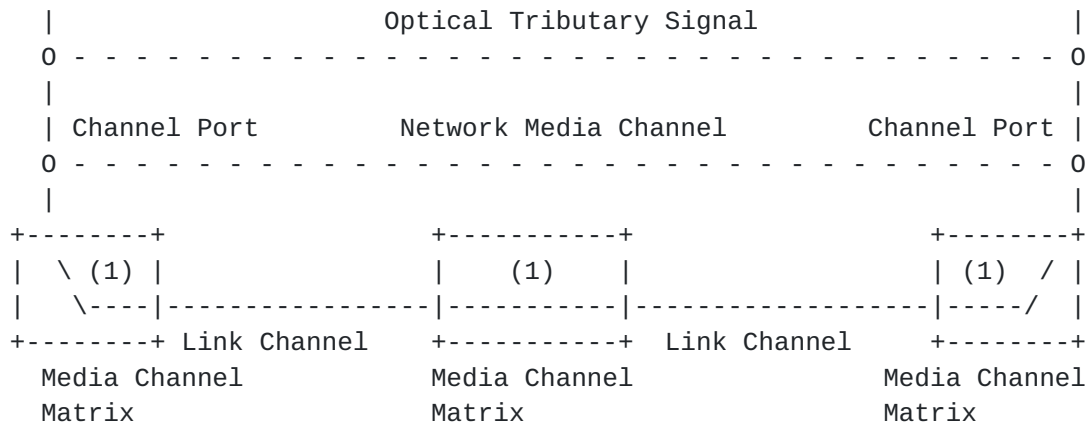 | Optical Tributary Signal |
O - - - - - - - - - - - - - - - - - - - - - - - - - - - - - - - - O
| |
| Channel Port Network Media Channel Channel Port |
O - - - - - - - - - - - - - - - - - - - - - - - - - - - - - - - - O
| |
+--------+ +-----------+ +--------+
| \ (1) | | (1) | | (1) / |
| \----|-----------------|-----------|-------------------|-----/ |
+--------+ Link Channel +-----------+ Link Channel +--------+
Media Channel Media Channel Media Channel
Matrix Matrix Matrix